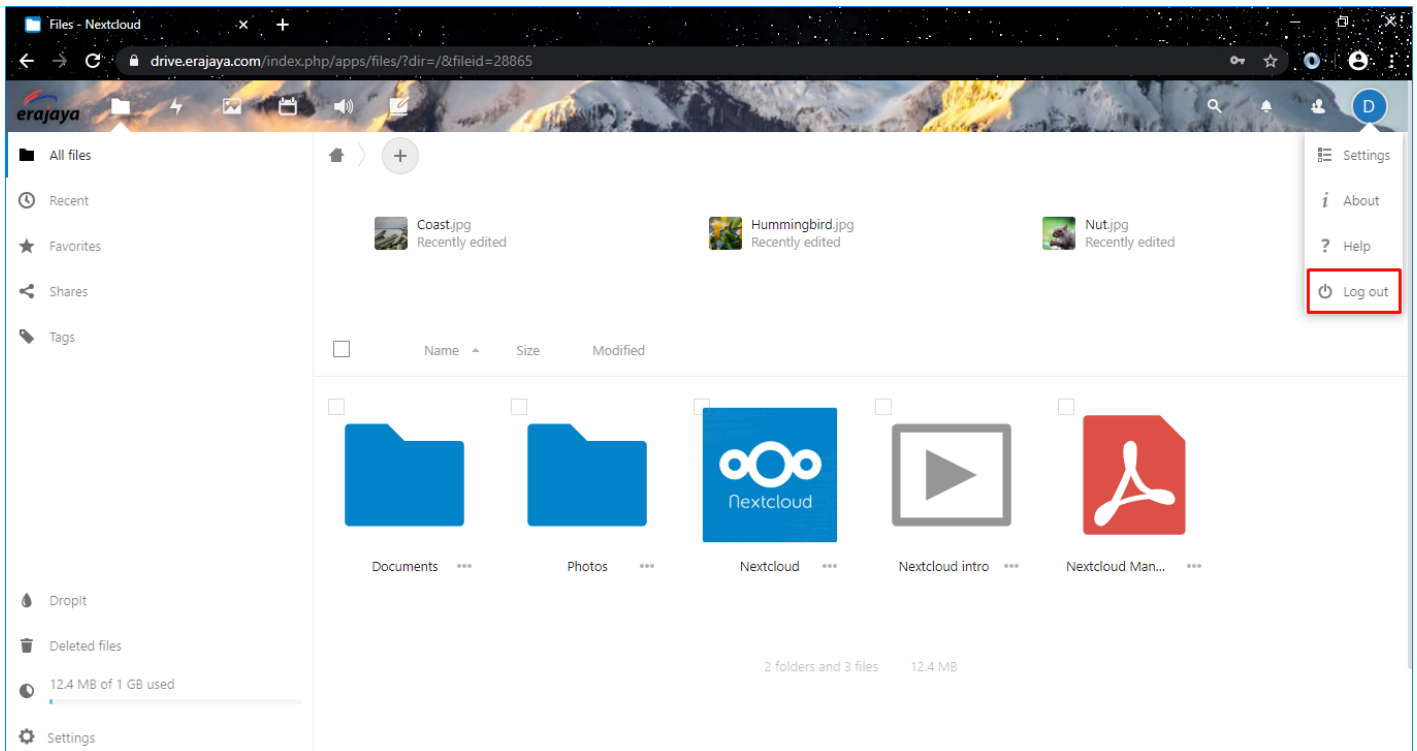 Files - Nextcloud
drive.erajaya.com/index.php/apps/files/?dir=/&fileid=28865
erajaya
D
All files
Recent
Favorites
Shares
Tags
Settings
About
Help
Log out
Coast.jpg
Recently edited
Hummingbird.jpg
Recently edited
Nut.jpg
Recently edited
Name Size Modified
Nextcloud
Documents ••• Photos ••• Nextcloud ••• Nextcloud intro ••• Nextcloud Man... •••
2 folders and 3 files 12.4 MB
DropIt
Deleted files
12.4 MB of 1 GB used
Settings